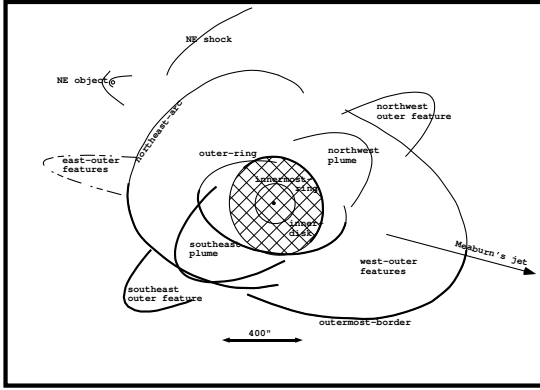 NE shock
NE object
northwest
outer feature
northeast-arc
outer-ring
northwest
plume
east-outer
features
innermost-
ring
inner-
disk
southeast
plume
Meaburn's jet
west-outer
features
southeast
outer feature
outermost-border
400"